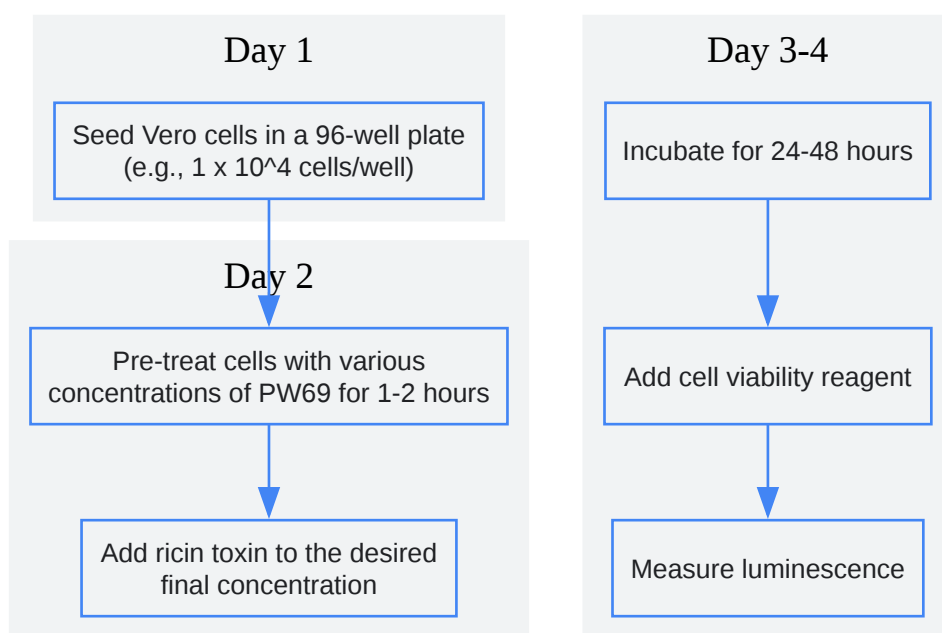 Day 1
Seed Vero cells in a 96-well plate
(e.g., 1 x 10^4 cells/well)
Day 2
Pre-treat cells with various
concentrations of PW69 for 1-2 hours
Add ricin toxin to the desired
final concentration
Day 3-4
Incubate for 24-48 hours
Add cell viability reagent
Measure luminescence